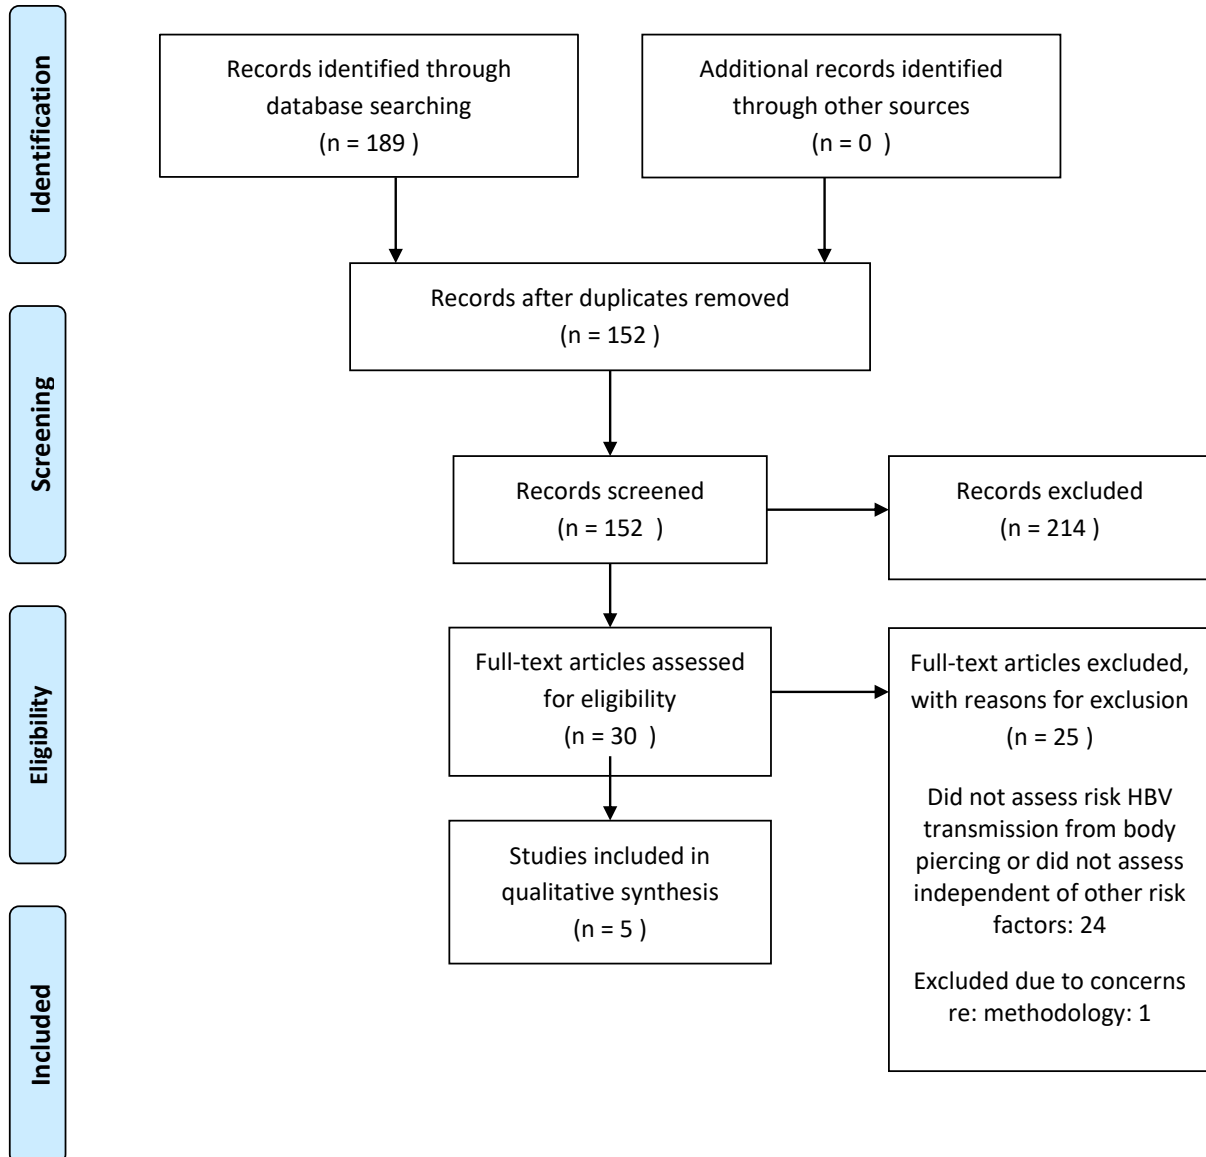 Identification
Records identified through
database searching
(n = 189 )
Additional records identified
through other sources
(n = 0 )
Records after duplicates removed
(n = 152 )
Screening
Records screened
(n = 152 )
Records excluded
(n = 214 )
Eligibility
Full-text articles assessed
for eligibility
(n = 30 )
Full-text articles excluded,
with reasons for exclusion
(n = 25 )
Did not assess risk HBV
transmission from body
piercing or did not assess
independent of other risk
factors: 24
Excluded due to concerns
re: methodology: 1
Studies included in
qualitative synthesis
(n = 5 )
Included